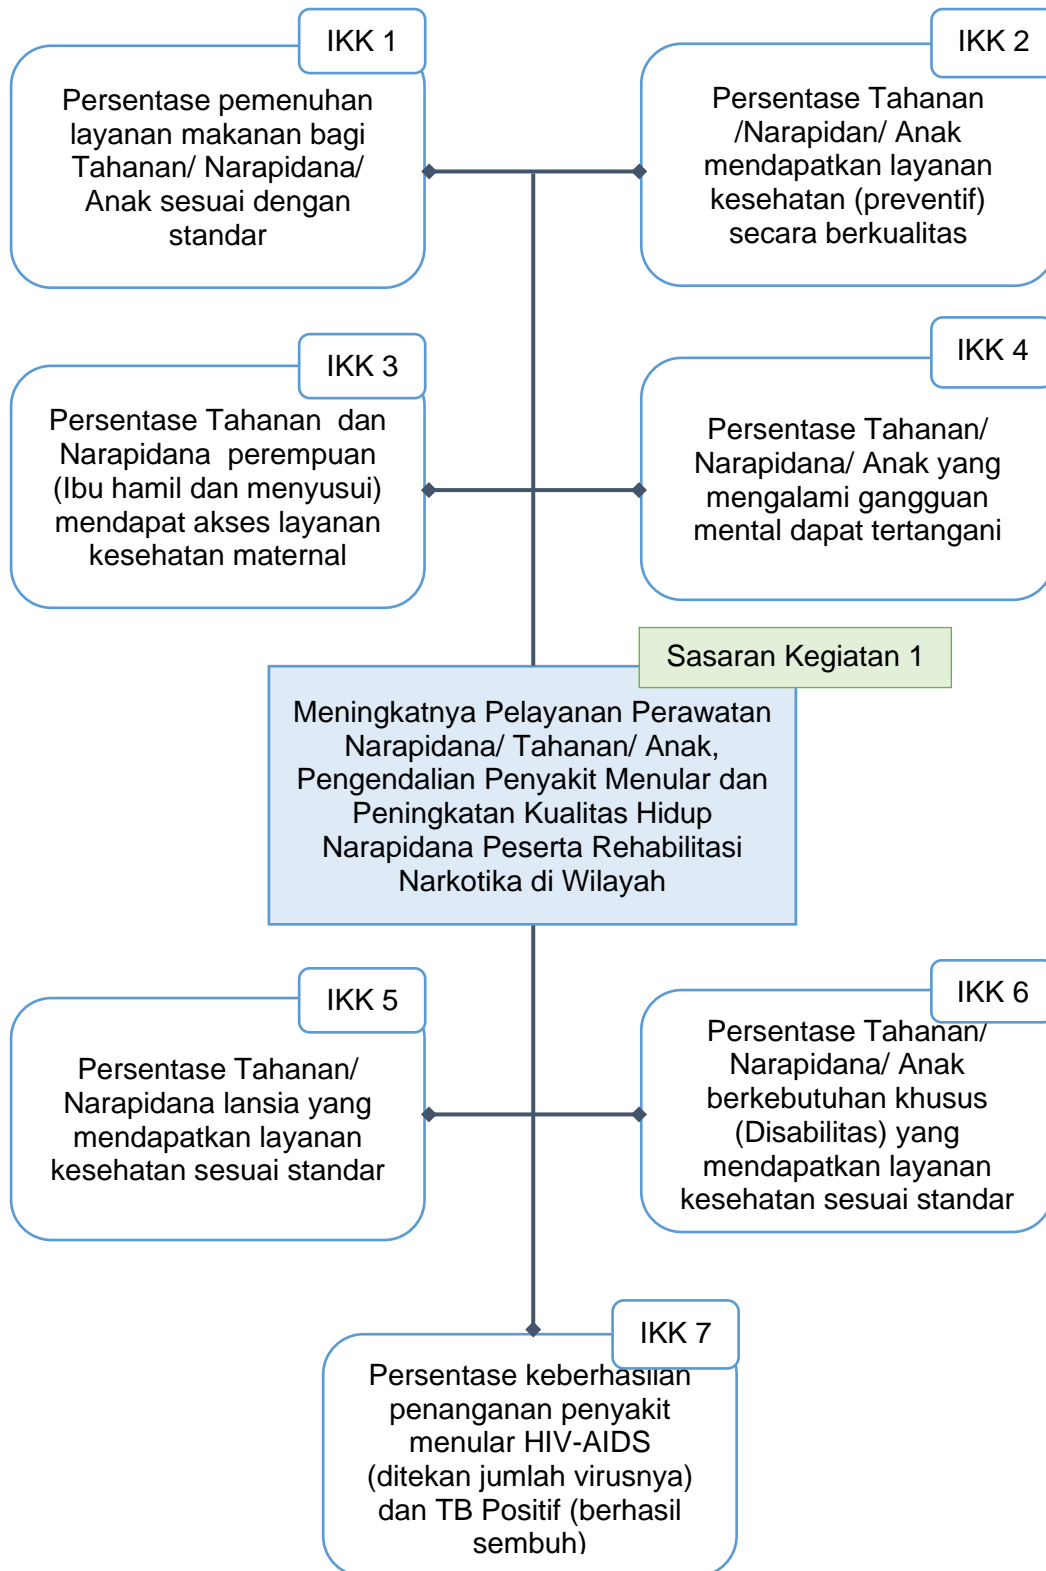 IKK 1
Persentase pemenuhan
layanan makanan bagi
Tahanan/ Narapidana/
Anak sesuai dengan
standar
IKK 2
Persentase Tahanan
/Narapidan/ Anak
mendapatkan layanan
kesehatan (preventif)
secara berkualitas
IKK 3
Persentase Tahanan dan
Narapidana perempuan
(Ibu hamil dan menyusui)
mendapat akses layanan
kesehatan maternal
IKK 4
Persentase Tahanan/
Narapidana/ Anak yang
mengalami gangguan
mental dapat tertangani
Sasaran Kegiatan 1
Meningkatnya Pelayanan Perawatan
Narapidana/ Tahanan/ Anak,
Pengendalian Penyakit Menular dan
Peningkatan Kualitas Hidup
Narapidana Peserta Rehabilitasi
Narkotika di Wilayah
IKK 5
Persentase Tahanan/
Narapidana lansia yang
mendapatkan layanan
kesehatan sesuai standar
IKK 6
Persentase Tahanan/
Narapidana/ Anak
berkebutuhan khusus
(Disabilitas) yang
mendapatkan layanan
kesehatan sesuai standar
IKK 7
Persentase keberhasilan
penanganan penyakit
menular HIV-AIDS
(ditekan jumlah virusnya)
dan TB Positif (berhasil
sembuh)